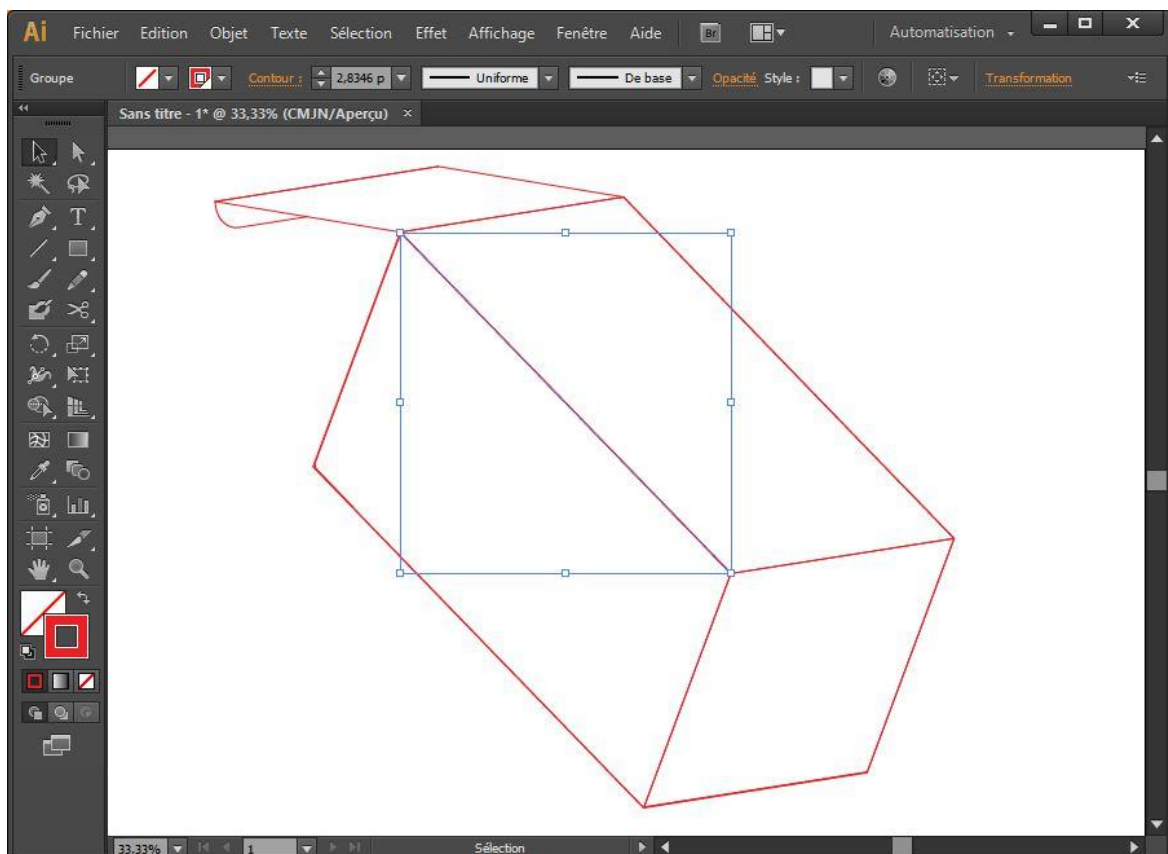 Ai Fichier Edition Objet Texte Sélection Effet Affichage Fenêtre Aide Br Automatisation
Groupe Contour : 2,8346 p Uniforme De base Opacité Style : Transformation
Sans titre - 1* @ 33,33% (CMJN/Aperçu) ×
T
33,33% 1 Sélection